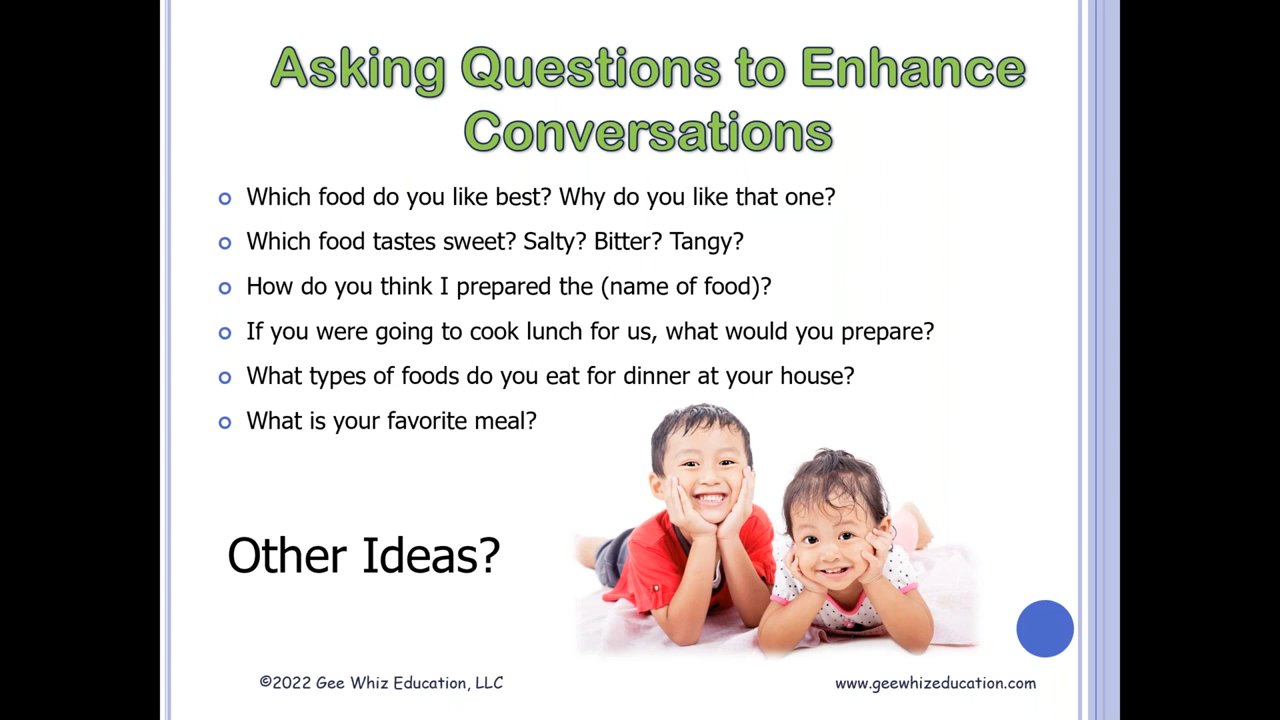 Asking Questions to Enhance
Conversations
Which food do you like best? Why do you like that one?
Which food tastes sweet? Salty? Bitter? Tangy?
How do you think I prepared the (name of food)?
If you were going to cook lunch for us, what would you prepare?
What types of foods do you eat for dinner at your house?
What is your favorite meal?
Other Ideas?
©2022 Gee Whiz Education, LLC
www.geewhizeducation.com